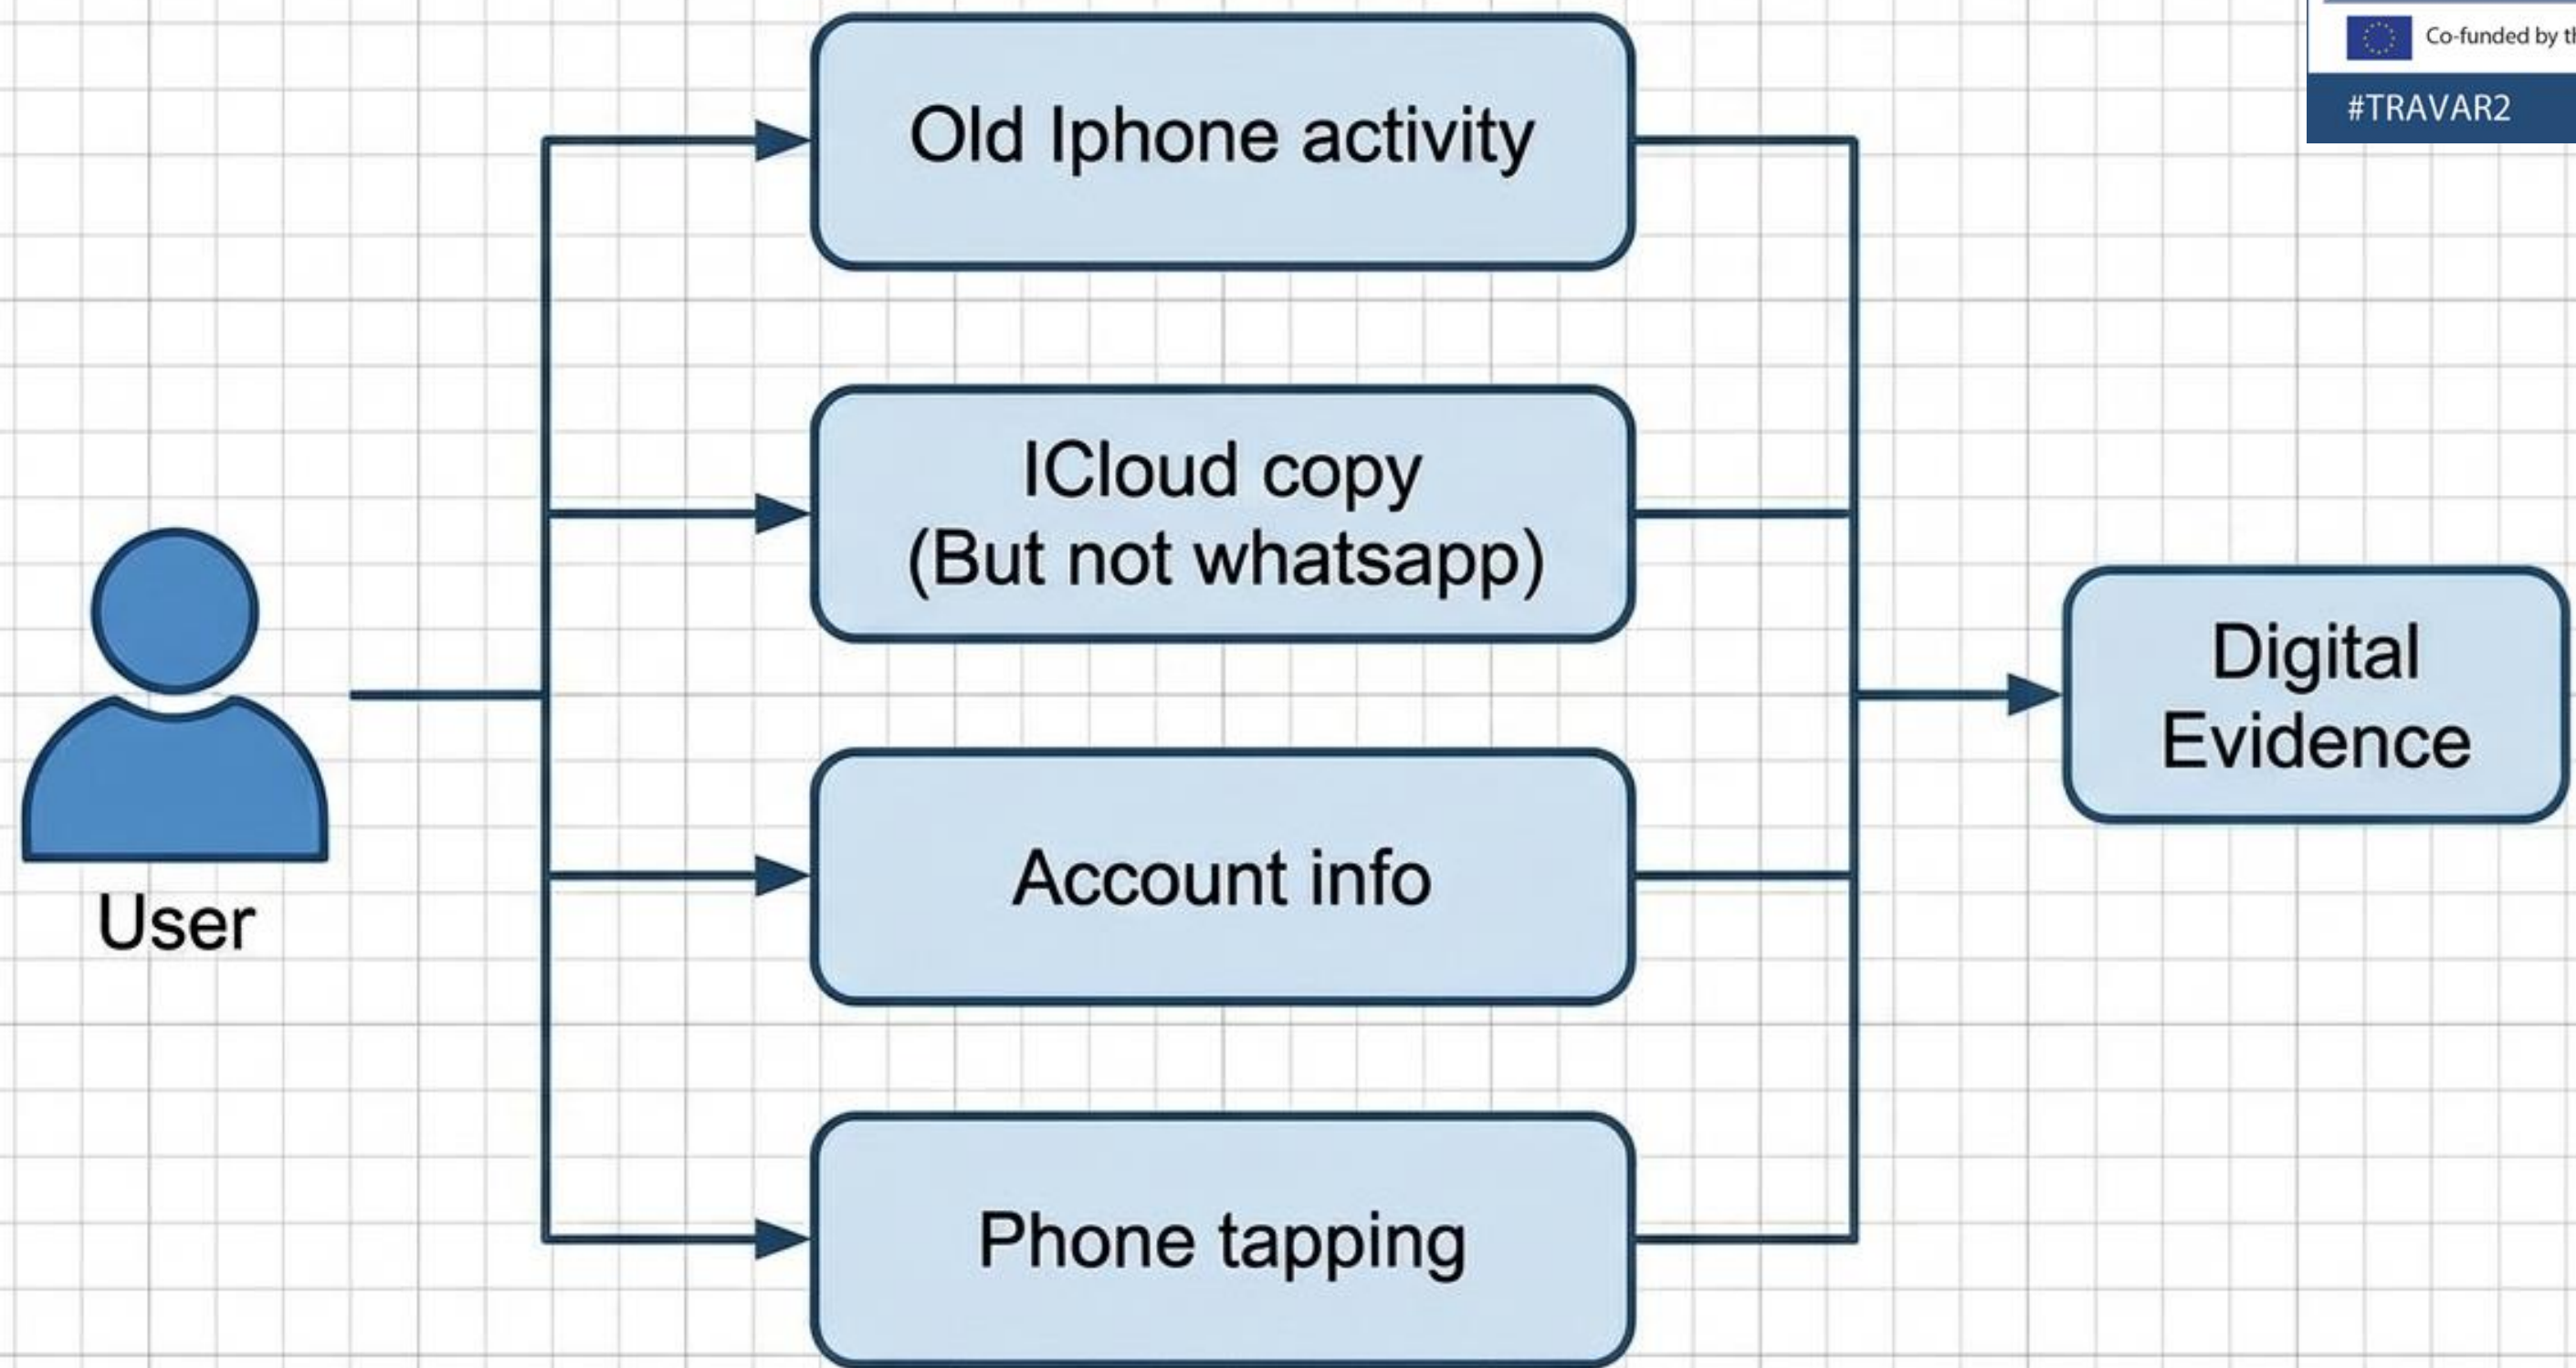 Old Iphone activity
Co-funded by
#TRAVAR2
ICloud copy
(But not whatsapp)
Digital
Evidence
Account info
User
Phone tapping